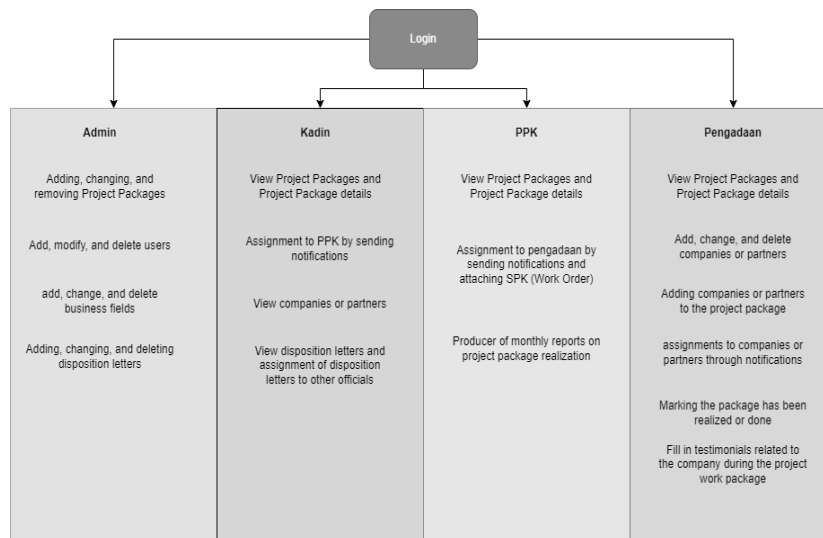 Login
Admin
Adding, changing, and
removing Project Packages
Add, modify, and delete users
add, change, and delete
business fields
Adding, changing, and deleting
disposition letters
Kadin
View Project Packages and
Project Package details
Assignment to PPK by sending
notifications
View companies or partners
View disposition letters and
assignment of disposition
letters to other officials
PPK
View Project Packages and
Project Package details
Assignment to pengadaan by
sending notifications and
attaching SPK (Work Order)
Producer of monthly reports on
project package realization
Pengadaan
View Project Packages and
Project Package details
Add, change, and delete
companies or partners
Adding companies or partners
to the project package
assignments to companies or
partners through notifications
Marking the package has been
realized or done
Fill in testimonials related to
the company during the project
work package